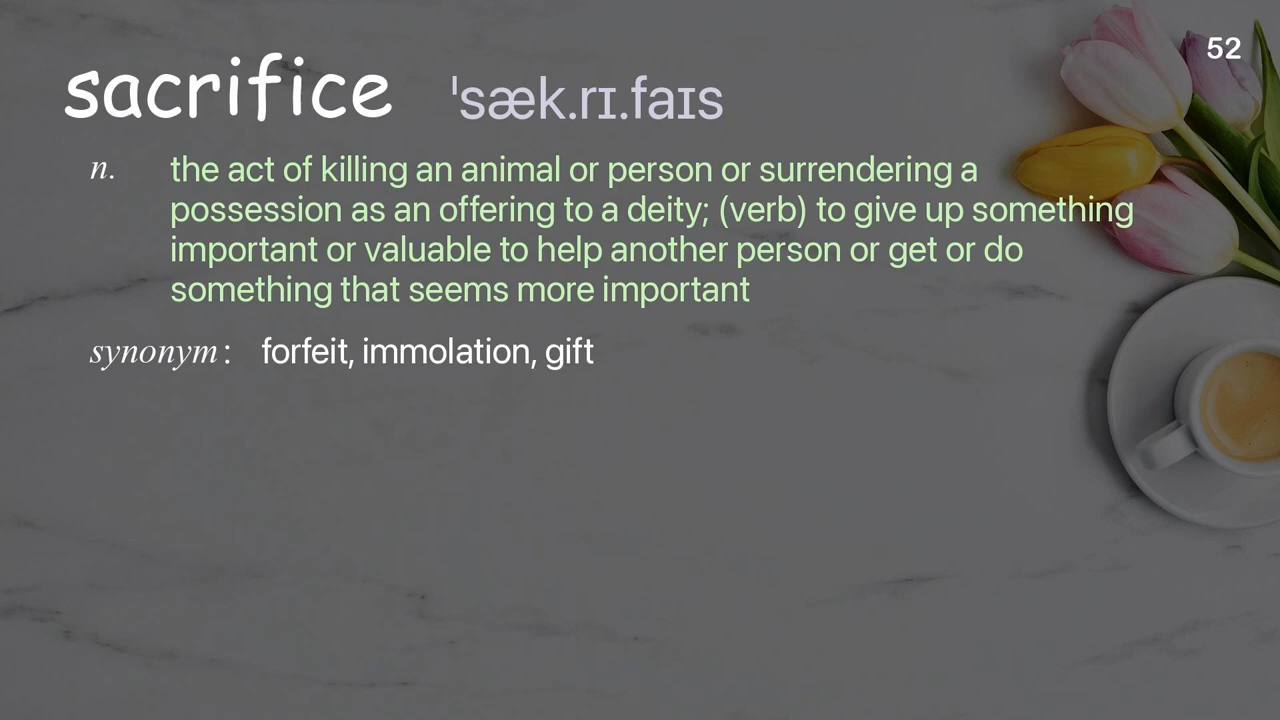 52
sacrifice ˈsæk.rɪ.faɪs
n. the act of killing an animal or person or surrendering a
possession as an offering to a deity; (verb) to give up something
important or valuable to help another person or get or do
something that seems more important
synonym : forfeit, immolation, gift